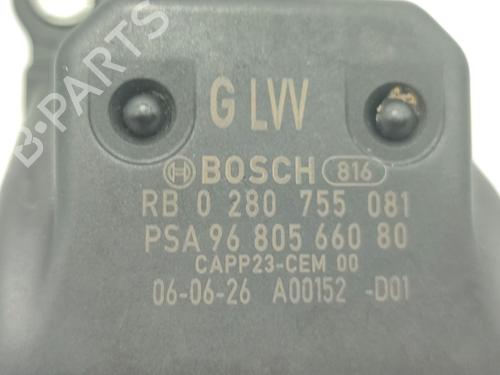 B-PARTS
G LVV
BOSCH 816
RB 0 280 755 081
PSA 96 805 660 80
CAPP23-CEM 00
06-06-26 A00152 -D01